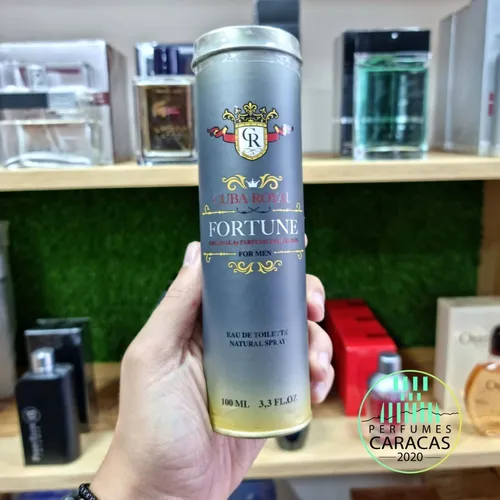 CR
CUBA ROYAL
FORTUNE
FOR MEN
EAU DE TOILETTE
NATURAL SPRAY
100 ML 3,3 FL.OZ
PERFUMES
CARACAS
2020